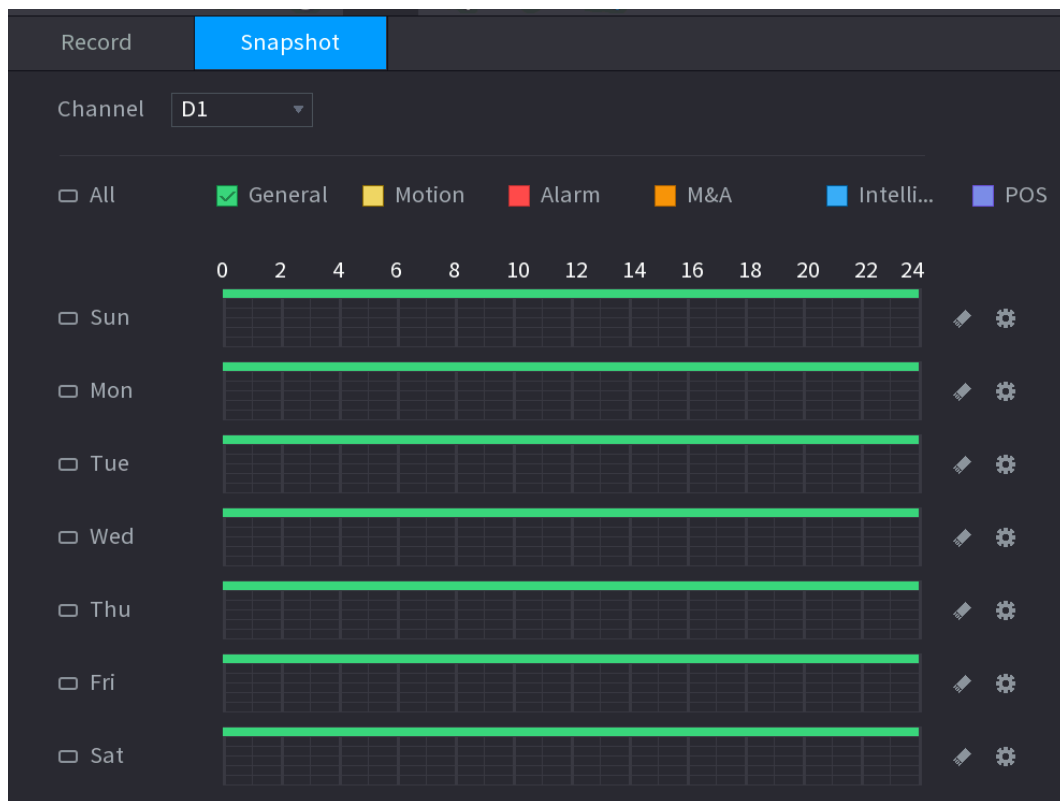 Record Snapshot
Channel D1
All General Motion Alarm M&A Intelli... POS
0 2 4 6 8 10 12 14 16 18 20 22 24
Sun
Mon
Tue
Wed
Thu
Fri
Sat